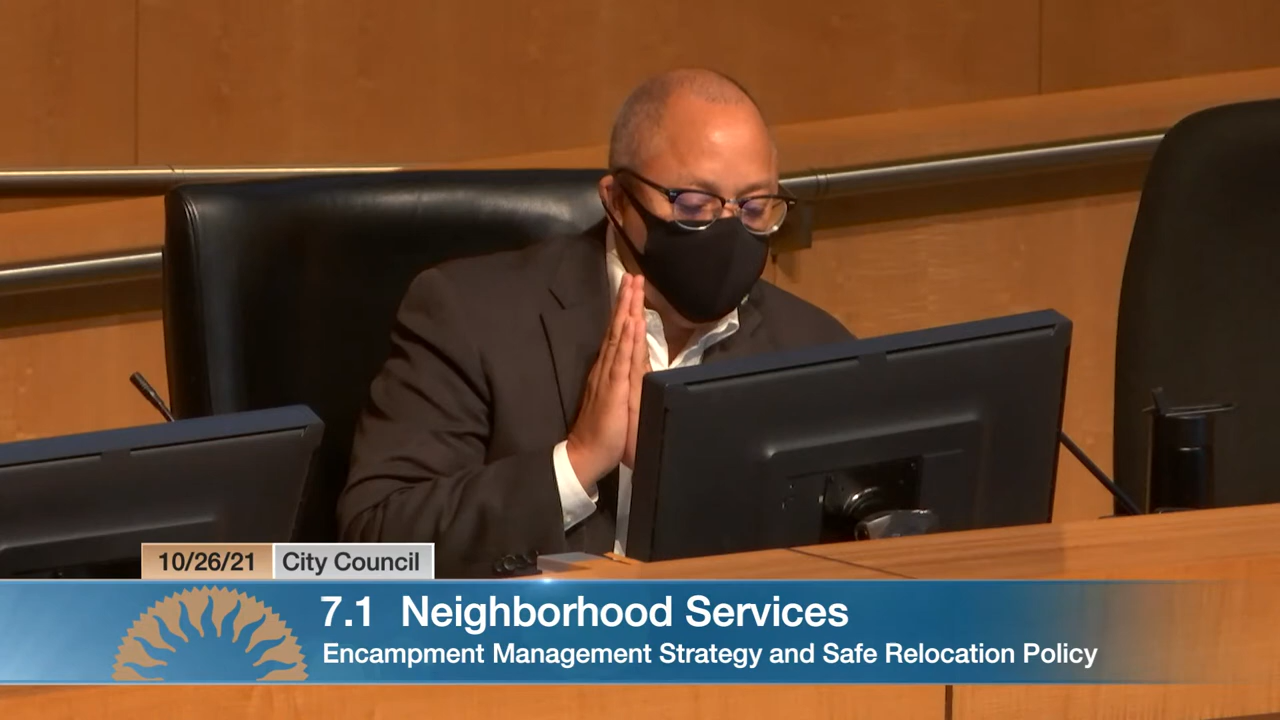 10/26/21 City Council
7.1 Neighborhood Services
Encampment Management Strategy and Safe Relocation Policy